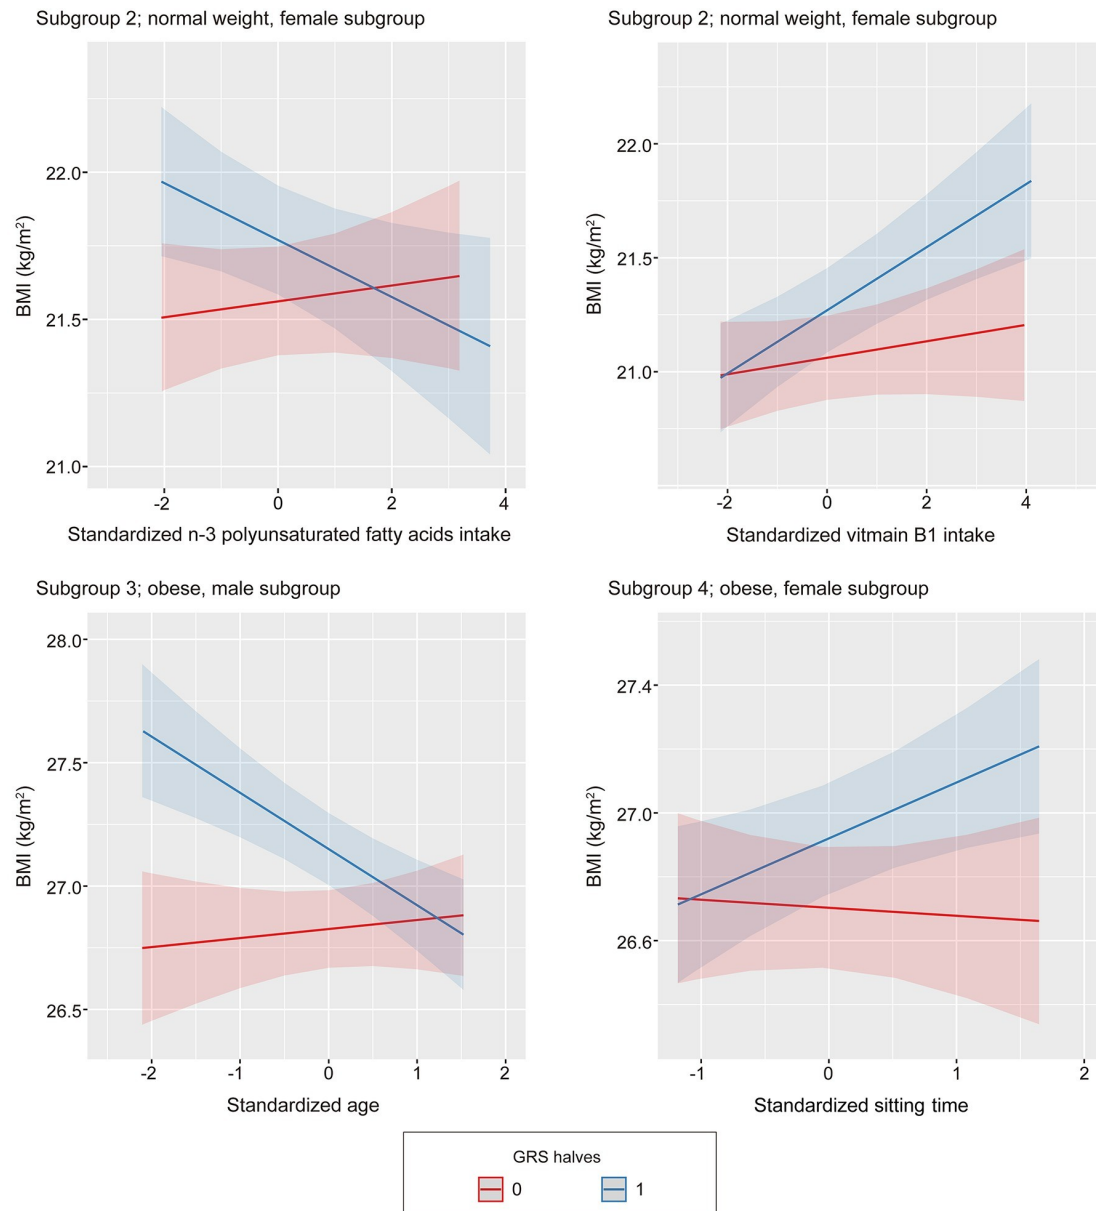 Subgroup 2; normal weight, female subgroup
BMI (kg/m²)
22.0
21.5
21.0
-2 0 2 4
Standardized n-3 polyunsaturated fatty acids intake
Subgroup 2; normal weight, female subgroup
BMI (kg/m²)
22.0
21.5
21.0
-2 0 2 4
Standardized vitmain B1 intake
Subgroup 3; obese, male subgroup
BMI (kg/m²)
28.0
27.5
27.0
26.5
-2 -1 0 1 2
Standardized age
Subgroup 4; obese, female subgroup
BMI (kg/m²)
27.4
27.0
26.6
-1 0 1 2
Standardized sitting time
GRS halves
0 1